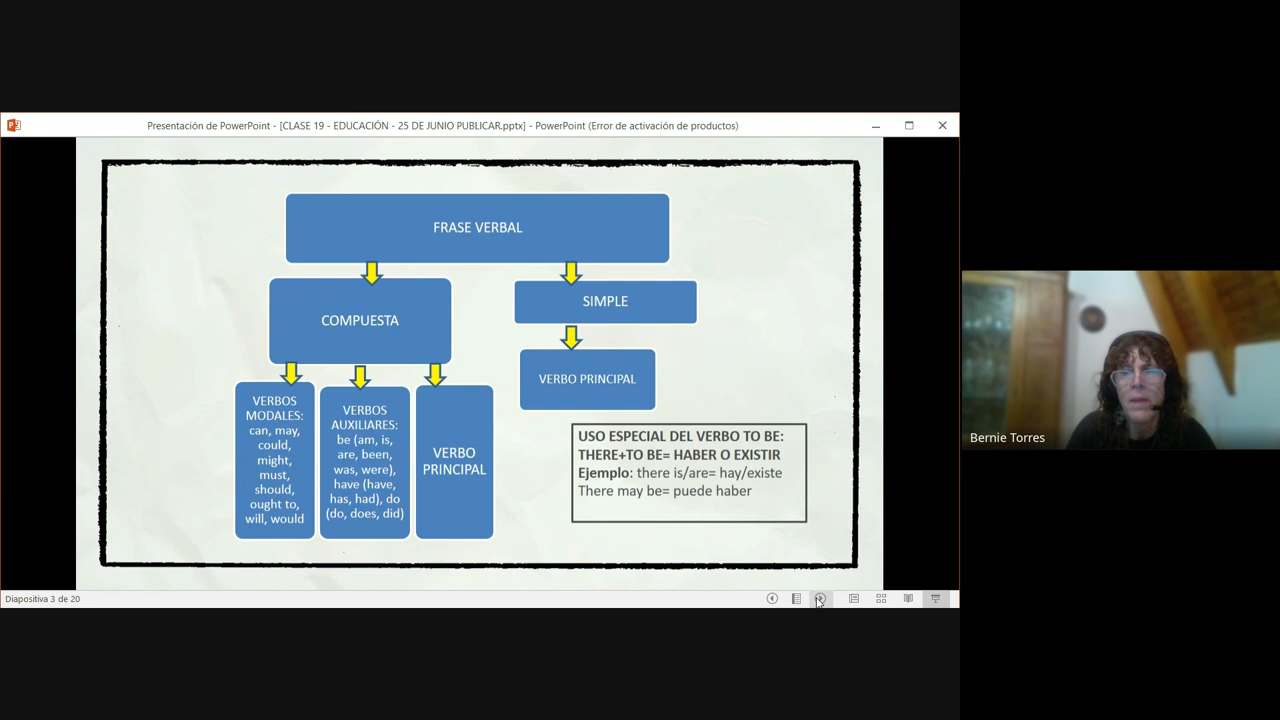 Presentación de PowerPoint - [CLASE 19 - EDUCACIÓN - 25 DE JUNIO PUBLICAR.pptx] - PowerPoint (Error de activación de productos)
FRASE VERBAL
COMPUESTA
SIMPLE
VERBO PRINCIPAL
VERBOS
MODALES:
can, may,
could,
might,
must,
should,
ought to,
will, would
VERBOS
AUXILIARES:
be (am, is,
are, been,
was, were),
have (have,
has, had), do
(do, does, did)
VERBO
PRINCIPAL
USO ESPECIAL DEL VERBO TO BE:
THERE+TO BE= HABER O EXISTIR
Ejemplo: there is/are= hay/existe
There may be= puede haber
Bernie Torres
Diapositiva 3 de 20